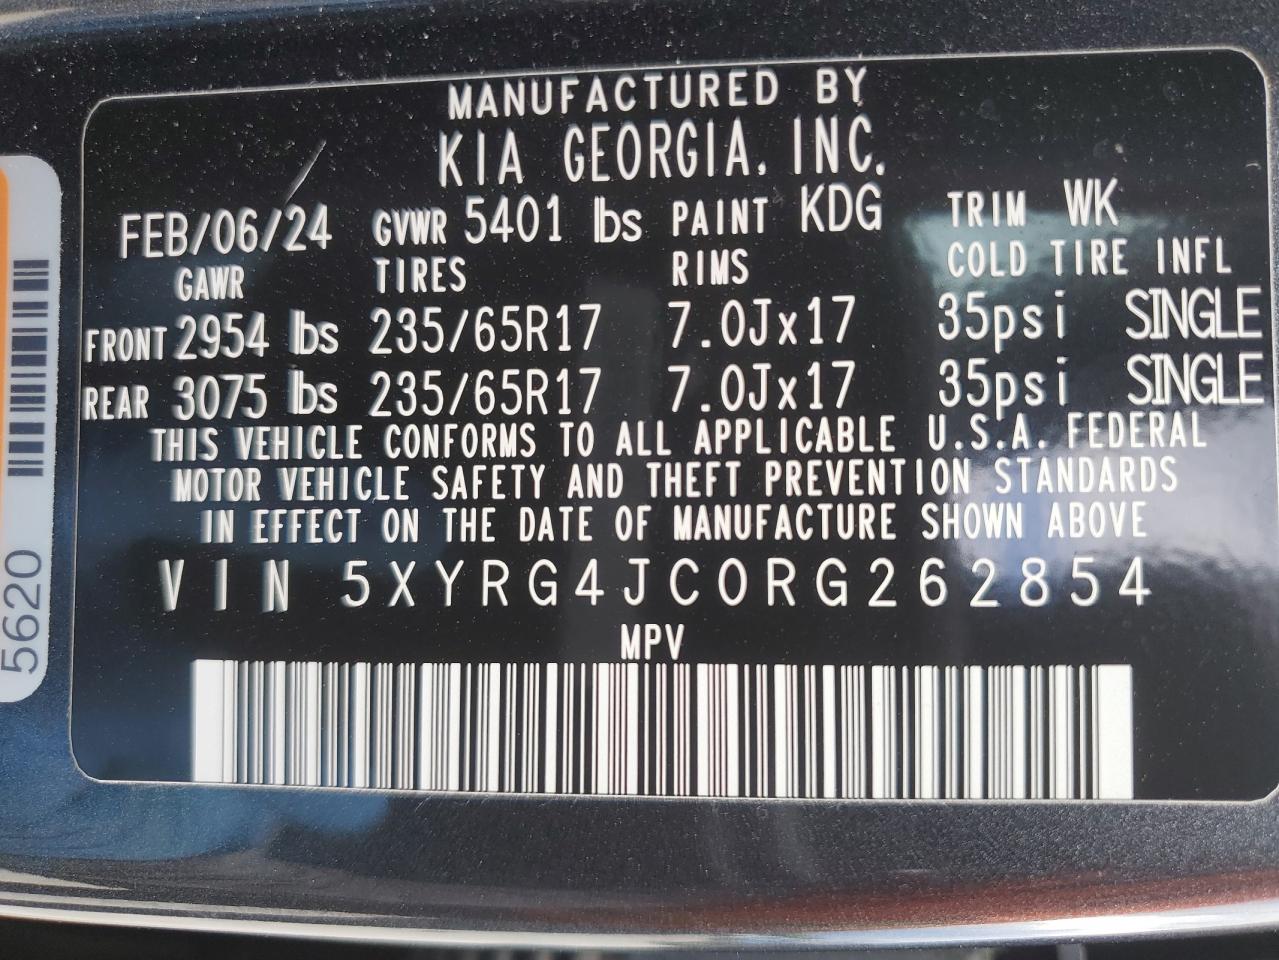 MANUFACTURED BY
KIA GEORGIA, INC.
FEB/06/24 GVWR 5401 lbs PAINT KDG TRIM WK
GAWR TIRES RIMS COLD TIRE INFL
FRONT 2954 lbs 235/65R17 7.0Jx17 35psi SINGLE
REAR 3075 lbs 235/65R17 7.0Jx17 35psi SINGLE
THIS VEHICLE CONFORMS TO ALL APPLICABLE U.S.A. FEDERAL
MOTOR VEHICLE SAFETY AND THEFT PREVENTION STANDARDS
IN EFFECT ON THE DATE OF MANUFACTURE SHOWN ABOVE
VIN 5XYRG4JC0RG262854
MPV
5620